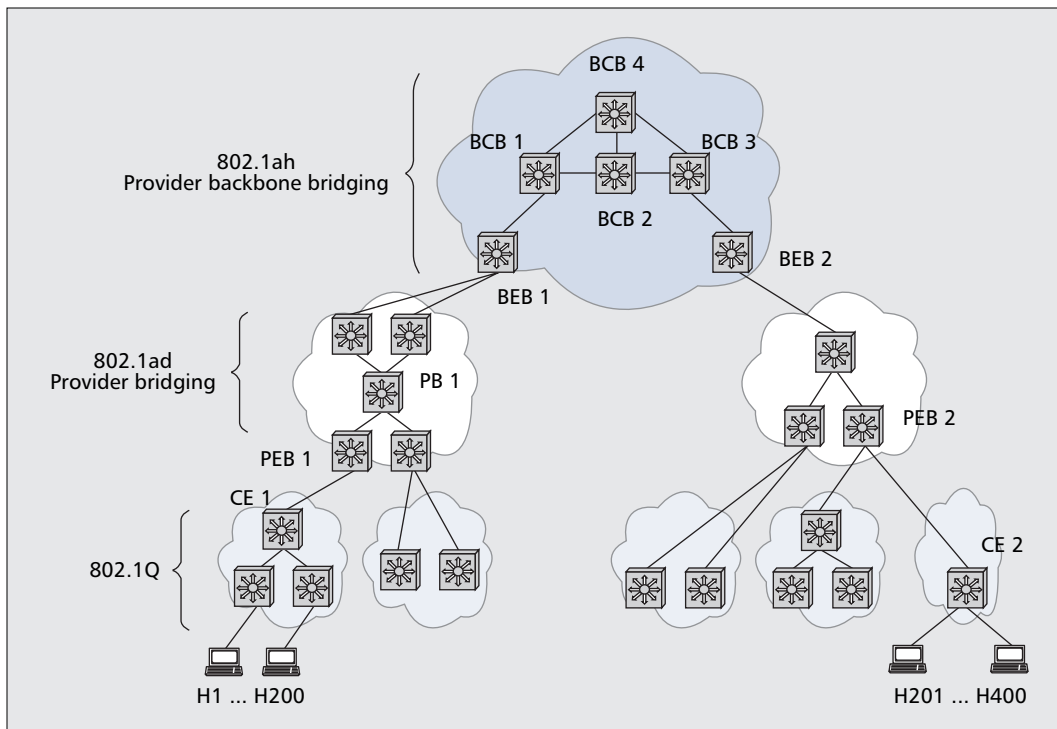 BCB 4
BCB 1
BCB 3
802.1ah
Provider backbone bridging
BCB 2
BEB 2
BEB 1
802.1ad
Provider bridging
PB 1
PEB 2
PEB 1
CE 1
CE 2
802.1Q
H1 ... H200
H201 ... H400